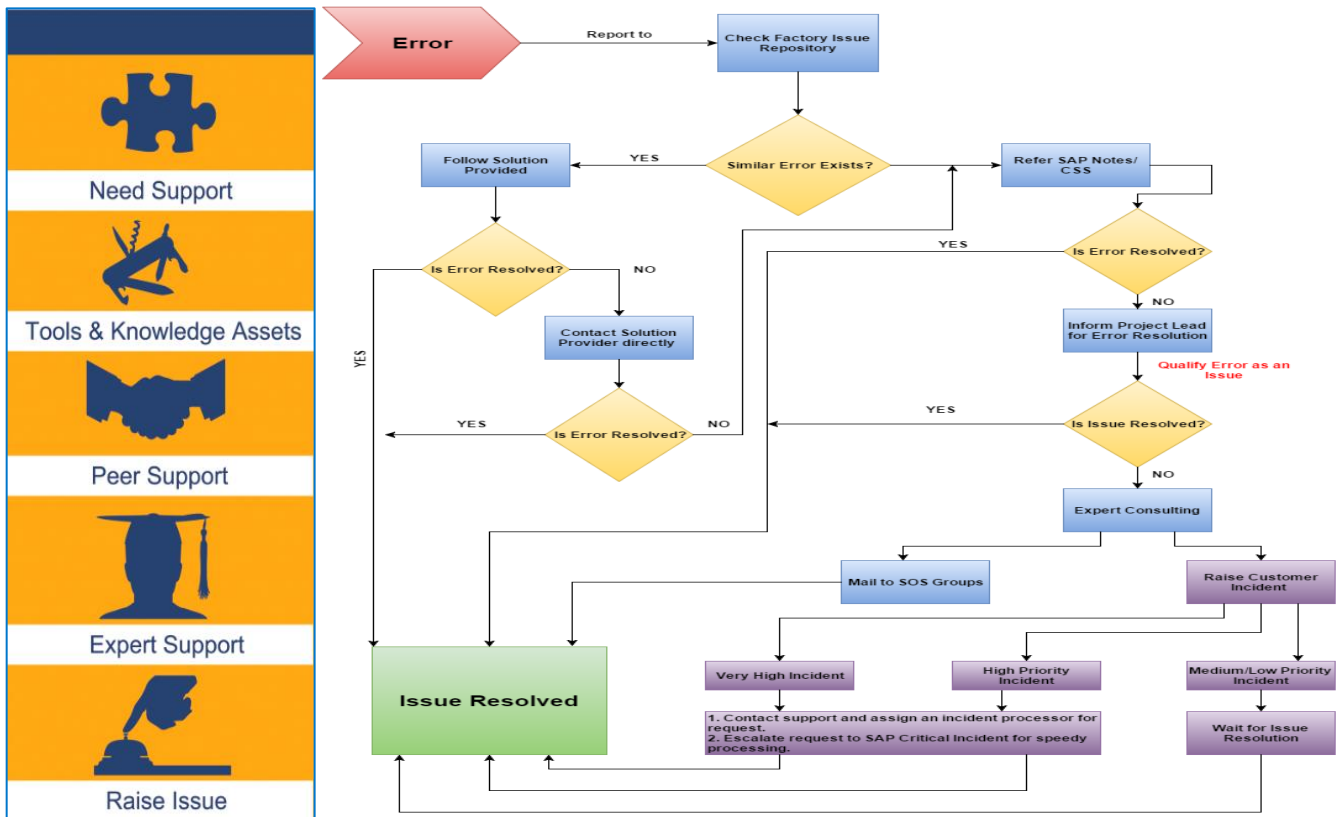 Need Support
Tools & Knowledge Assets
Peer Support
Expert Support
Raise Issue
Error
Report to
Check Factory Issue
Repository
Similar Error Exists?
YES
Follow Solution
Provided
Refer SAP Notes/
CSS
Is Error Resolved?
YES
NO
Contact Solution
Provider directly
Is Error Resolved?
YES
NO
Is Error Resolved?
YES
NO
Inform Project Lead
for Error Resolution
Qualify Error as an
Issue
Is Issue Resolved?
YES
NO
Expert Consulting
Mail to SOS Groups
Raise Customer
Incident
Very High Incident
High Priority
Incident
Medium/Low Priority
Incident
1. Contact support and assign an incident processor for
request.
2. Escalate request to SAP Critical Incident for speedy
processing.
Wait for Issue
Resolution
Issue Resolved